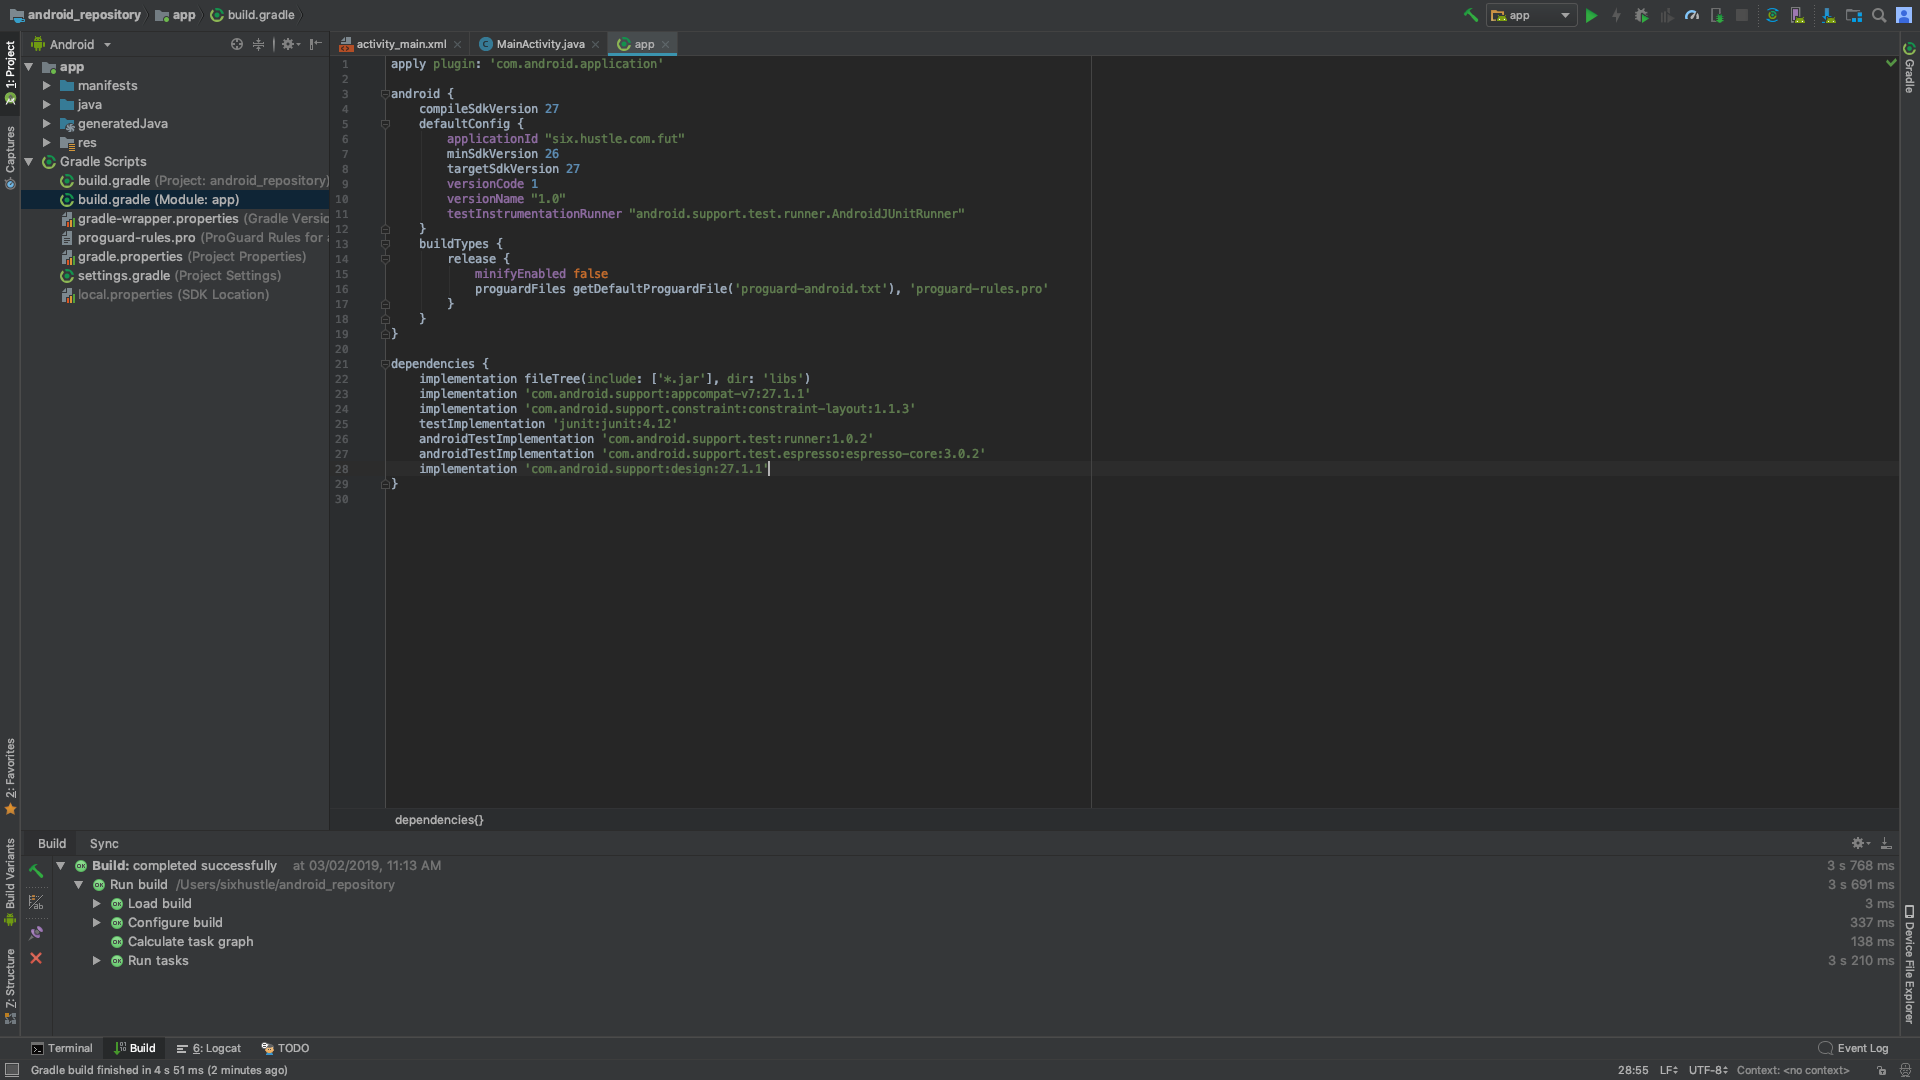 android_repository app build.gradle app
Android
activity_main.xml MainActivity.java app
1: Project
Captures
2: Favorites
Build Variants
Z: Structure
Gradle
Device File Explorer
app
manifests
java
generatedJava
res
Gradle Scripts
build.gradle (Project: android_repository)
build.gradle (Module: app)
gradle-wrapper.properties (Gradle Versio
proguard-rules.pro (ProGuard Rules for a
gradle.properties (Project Properties)
settings.gradle (Project Settings)
local.properties (SDK Location)
1 apply plugin: 'com.android.application'
2
3 android {
4 compileSdkVersion 27
5 defaultConfig {
6 applicationId "six.hustle.com.fut"
7 minSdkVersion 26
8 targetSdkVersion 27
9 versionCode 1
10 versionName "1.0"
11 testInstrumentationRunner "android.support.test.runner.AndroidJUnitRunner"
12 }
13 buildTypes {
14 release {
15 minifyEnabled false
16 proguardFiles getDefaultProguardFile('proguard-android.txt'), 'proguard-rules.pro'
17 }
18 }
19 }
20
21 dependencies {
22 implementation fileTree(include: ['*.jar'], dir: 'libs')
23 implementation 'com.android.support:appcompat-v7:27.1.1'
24 implementation 'com.android.support.constraint:constraint-layout:1.1.3'
25 testImplementation 'junit:junit:4.12'
26 androidTestImplementation 'com.android.support.test:runner:1.0.2'
27 androidTestImplementation 'com.android.support.test.espresso:espresso-core:3.0.2'
28 implementation 'com.android.support:design:27.1.1'
29 }
30
dependencies{}
Build Sync
Build: completed successfully at 03/02/2019, 11:13 AM 3 s 768 ms
Run build /Users/sixhustle/android_repository 3 s 691 ms
Load build 3 ms
Configure build 337 ms
Calculate task graph 138 ms
Run tasks 3 s 210 ms
Terminal Build 6: Logcat TODO Event Log
Gradle build finished in 4 s 51 ms (2 minutes ago) 28:55 LF UTF-8 Context: <no context>